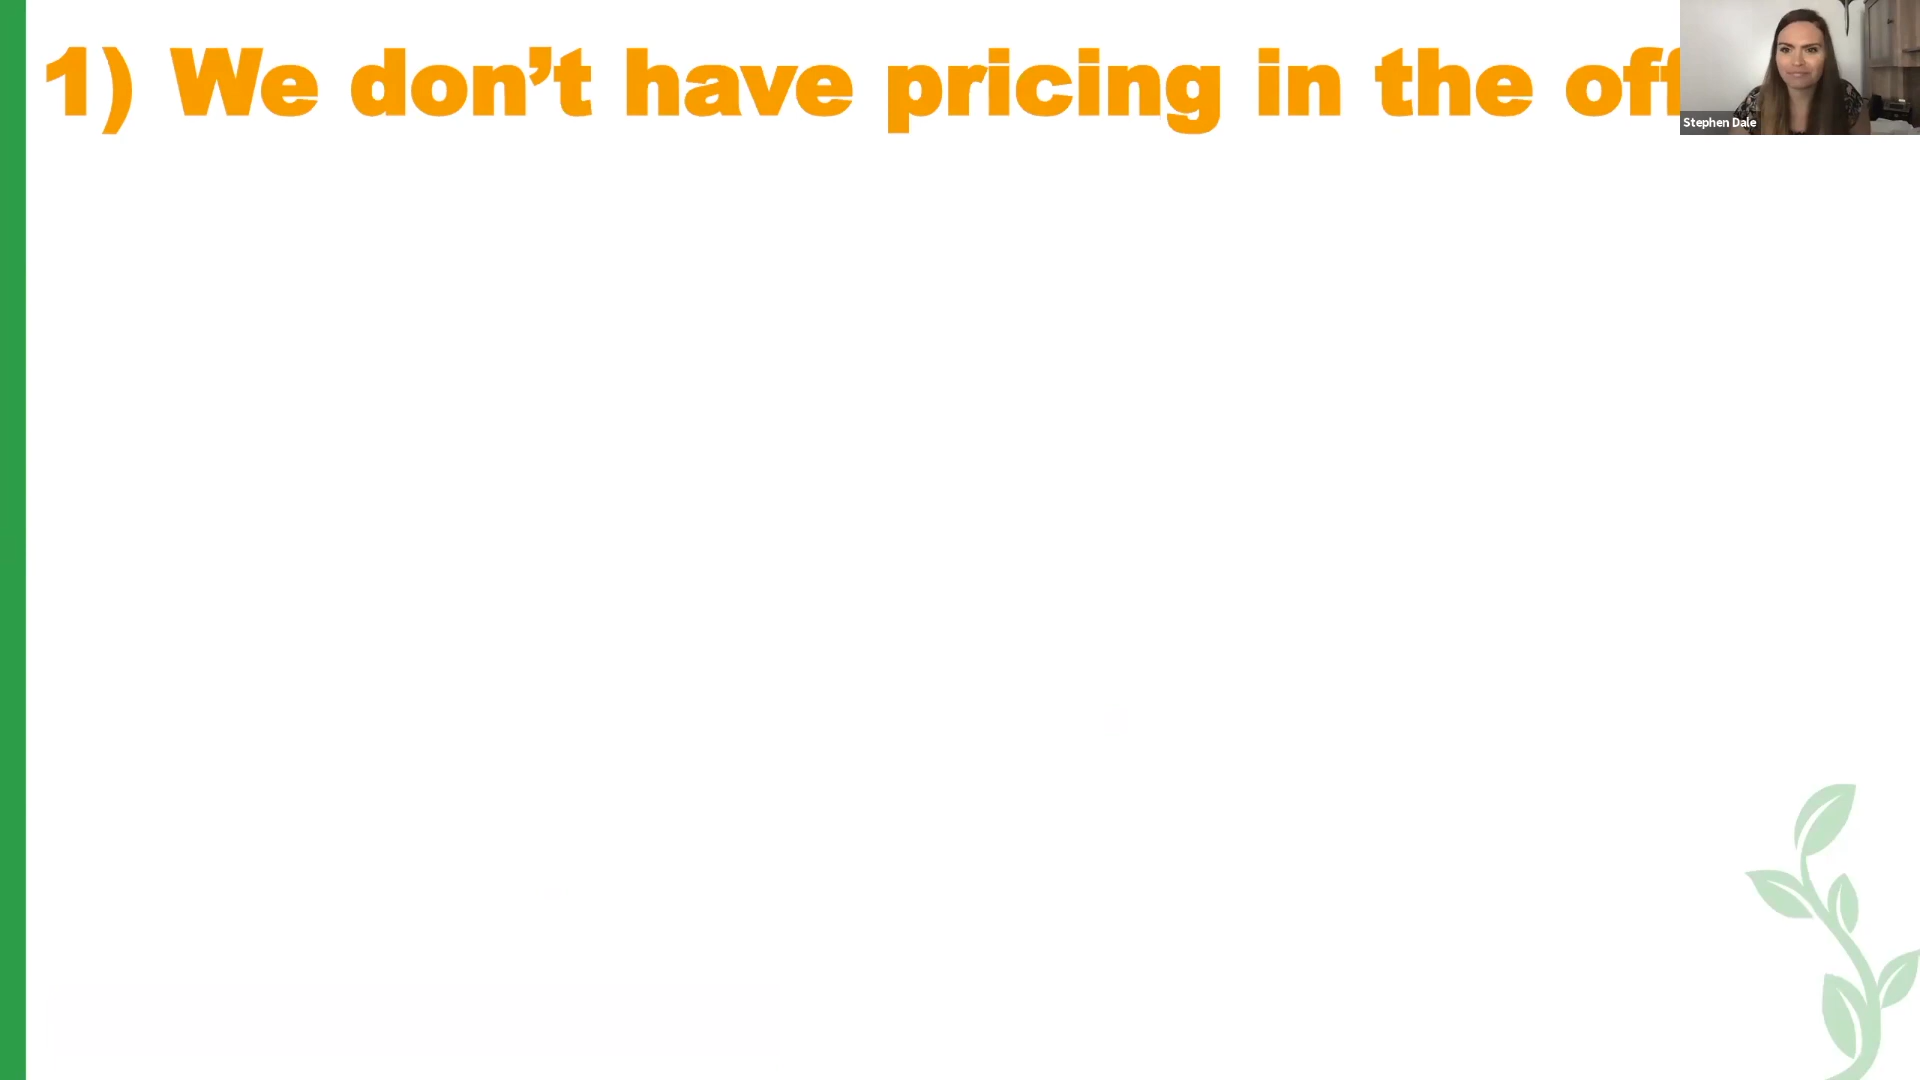 1) We don’t have pricing in the off
Stephen Dale